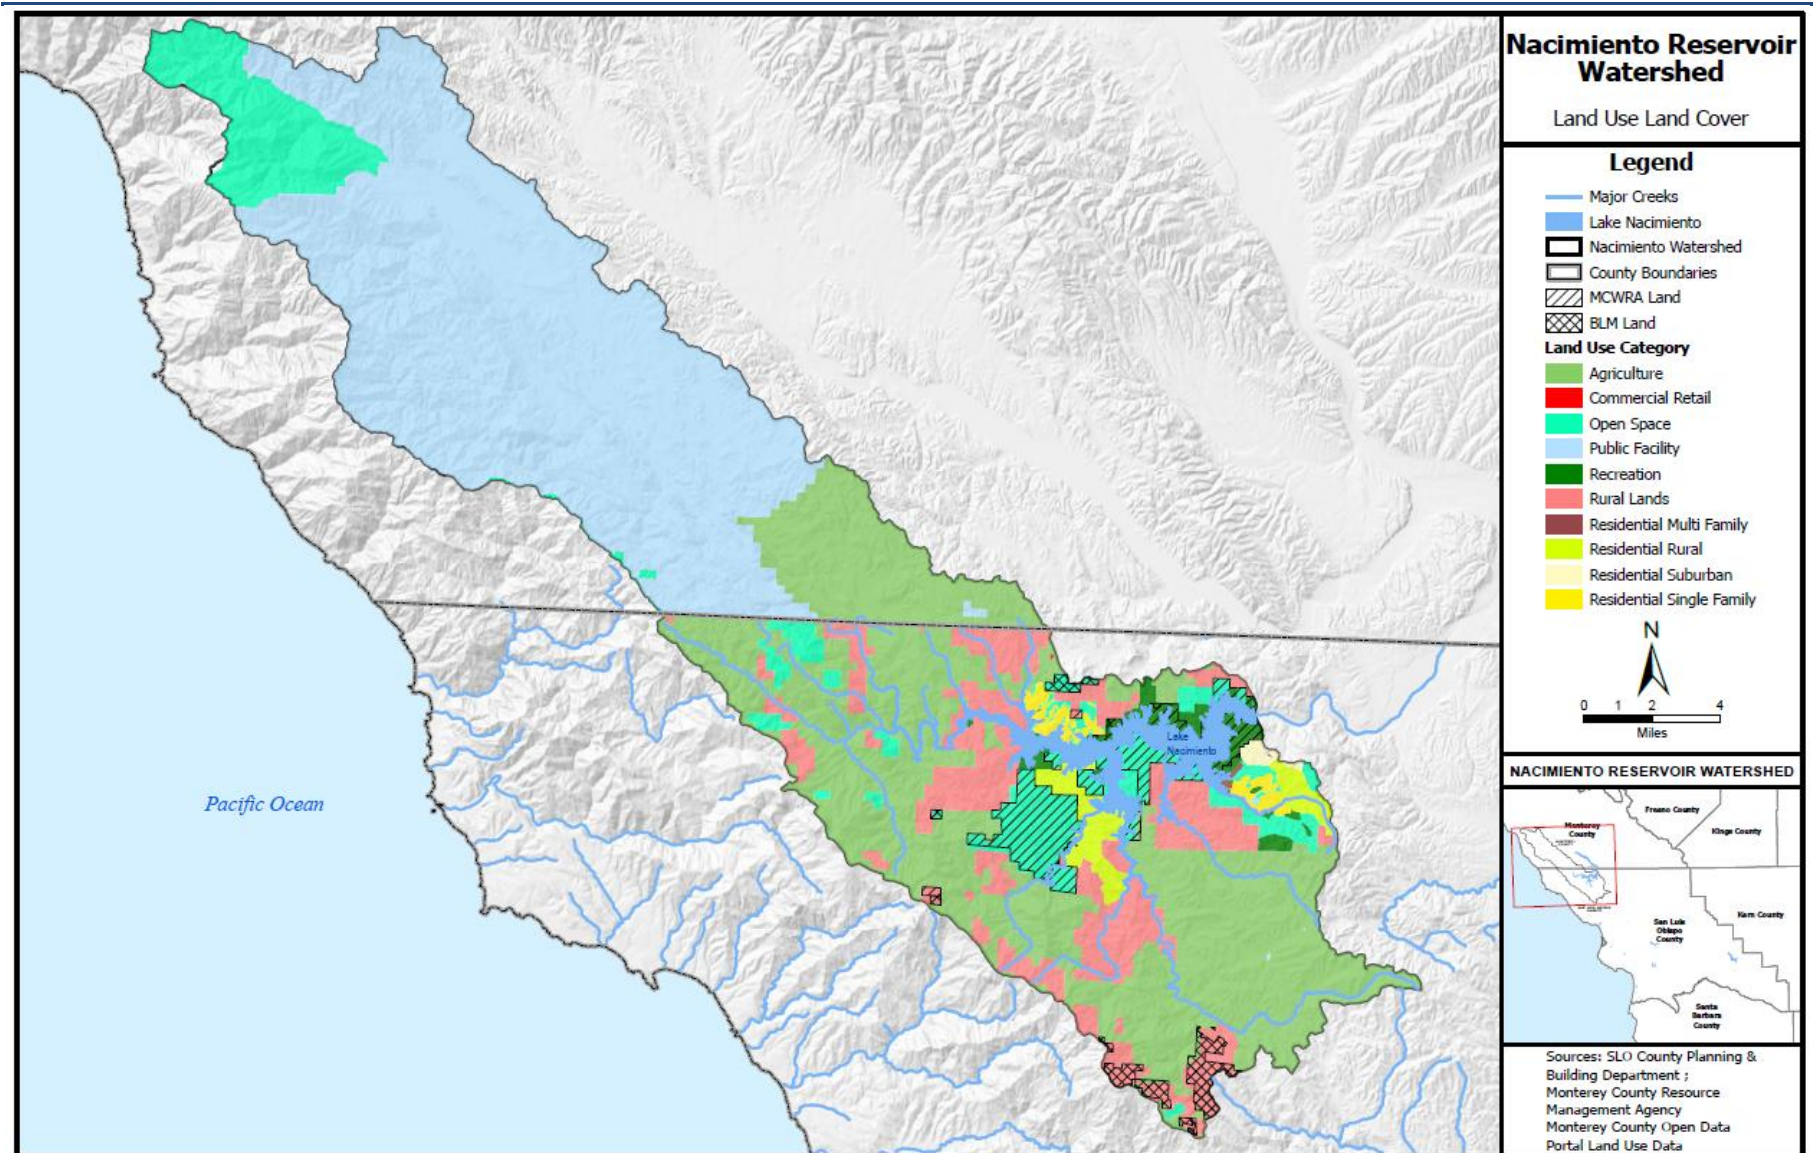 Nacimiento Reservoir
Watershed
Land Use Land Cover
Legend
Major Creeks
Lake Nacimiento
Nacimiento Watershed
County Boundaries
MCWRA Land
BLM Land
Land Use Category
Agriculture
Commercial Retail
Open Space
Public Facility
Recreation
Rural Lands
Residential Multi Family
Residential Rural
Residential Suburban
Residential Single Family
N
0 1 2 4
Miles
Lake
Nacimiento
Pacific Ocean
NACIMIENTO RESERVOIR WATERSHED
Fresno County
Monterey
County
Kings County
Kern County
San Luis
Obispo
County
Santa
Barbara
County
Sources: SLO County Planning &
Building Department ;
Monterey County Resource
Management Agency
Monterey County Open Data
Portal Land Use Data